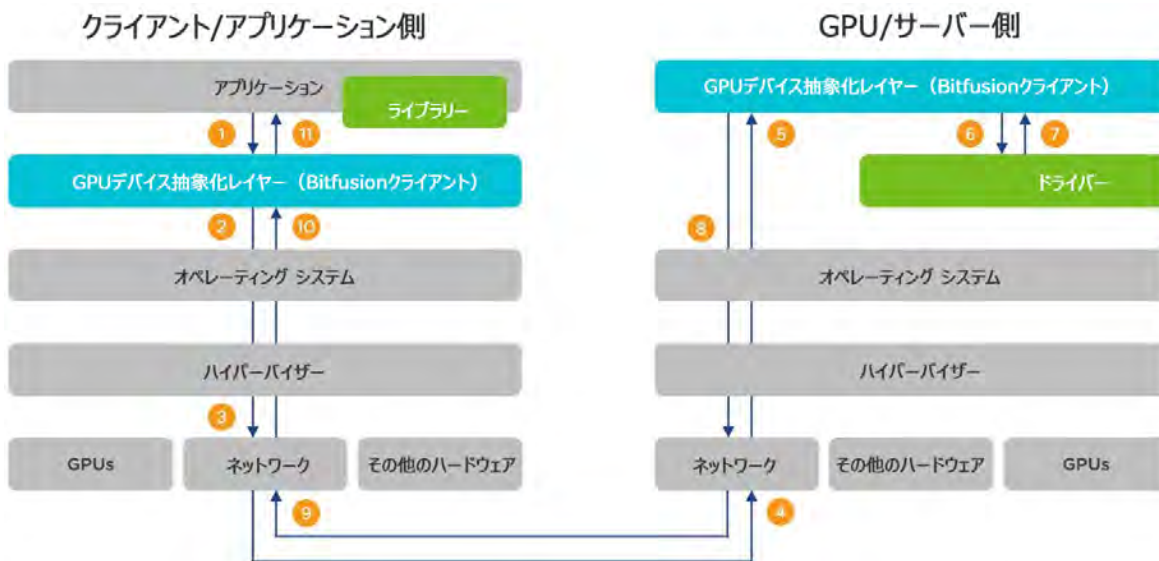 クライアント/アプリケーション側
アプリケーション
ライブラリー
1
11
GPUデバイス抽象化レイヤー（Bitfusionクライアント）
2
10
オペレーティング システム
ハイパーバイザー
3
GPUs
ネットワーク
その他のハードウェア
9
GPU/サーバー側
GPUデバイス抽象化レイヤー（Bitfusionクライアント）
5
6
7
ドライバー
8
オペレーティング システム
ハイパーバイザー
ネットワーク
その他のハードウェア
GPUs
4